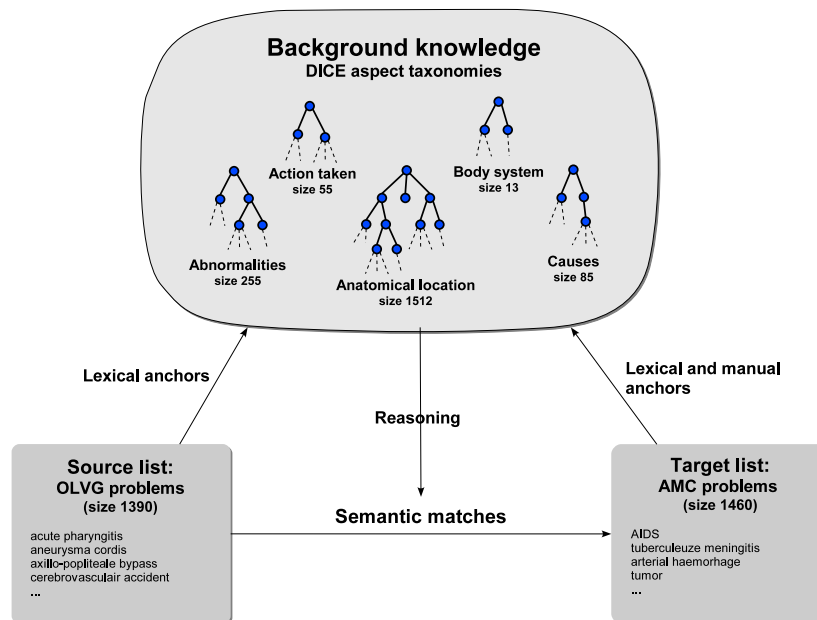 Background knowledge
DICE aspect taxonomies
Action taken
size 55
Body system
size 13
Abnormalities
size 255
Anatomical location
size 1512
Causes
size 85
Lexical anchors
Lexical and manual
anchors
Reasoning
Source list:
OLVG problems
(size 1390)
acute pharyngitis
aneurysma cordis
axillo-popliteale bypass
cerebrovasculair accident
...
Semantic matches
Target list:
AMC problems
(size 1460)
AIDS
tuberculeuze meningitis
arterial haemorhage
tumor
...